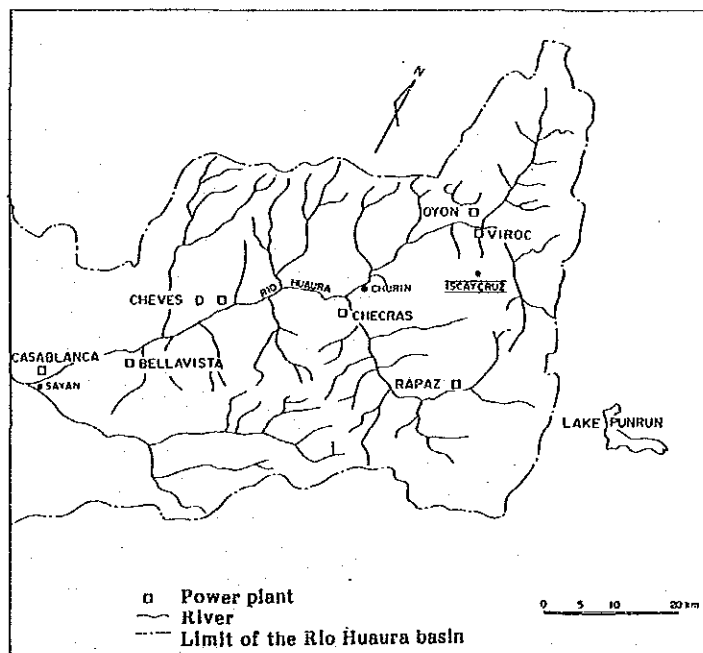 N
OYON
VIROC
ISCAYCRUZ
RIO HUAURA
CHURIN
CHEVES
CHECRAS
CASABLANCA
BELLAVISTA
SAYAN
RAPAZ
LAKE PUNRUN
Power plant
River
Limit of the Rio Huaura basin
0 5 10 20 km